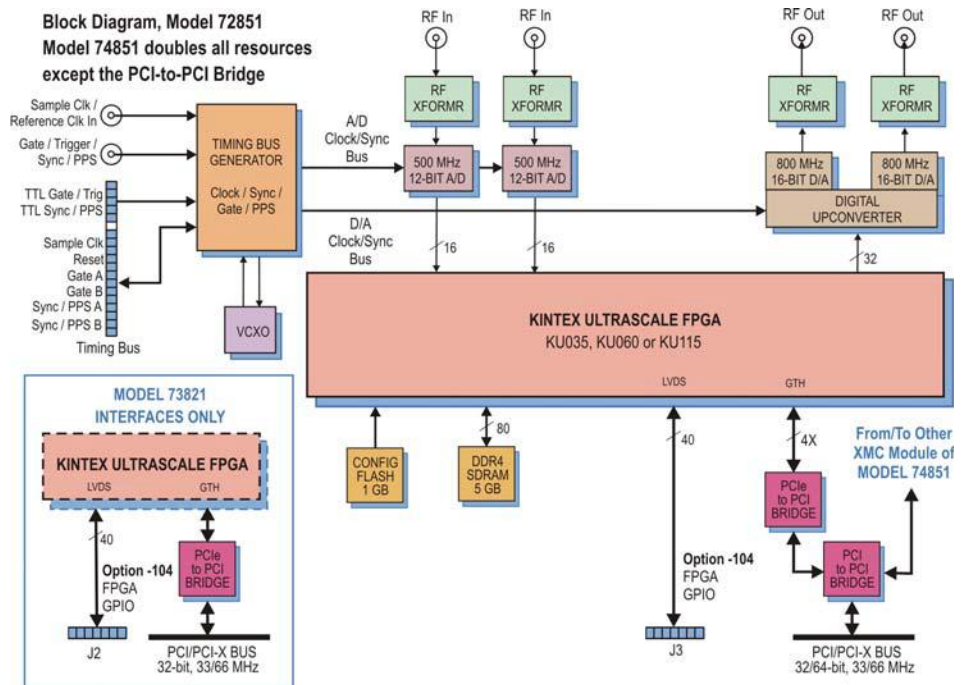 Block Diagram, Model 72851
Model 74851 doubles all resources
except the PCI-to-PCI Bridge
RF In
RF In
RF Out
RF Out
RF
XFORMR
RF
XFORMR
RF
XFORMR
RF
XFORMR
Sample Clk /
Reference Clk In
Gate / Trigger /
Sync / PPS
TTL Gate / Trig
TTL Sync / PPS
Sample Clk
Reset
Gate A
Gate B
Sync / PPS A
Sync / PPS B
Timing Bus
TIMING BUS
GENERATOR
Clock / Sync /
Gate / PPS
VCXO
A/D
Clock/Sync
Bus
500 MHz
12-BIT A/D
500 MHz
12-BIT A/D
800 MHz
16-BIT D/A
800 MHz
16-BIT D/A
DIGITAL
UPCONVERTER
D/A
Clock/Sync
Bus
16
16
32
KINTEX ULTRASCALE FPGA
KU035, KU060 or KU115
LVDS
GTH
MODEL 73821
INTERFACES ONLY
KINTEX ULTRASCALE FPGA
LVDS
GTH
40
PCIe
to PCI
BRIDGE
Option -104
FPGA
GPIO
J2
PCI/PCI-X BUS
32-bit, 33/66 MHz
CONFIG
FLASH
1 GB
80
DDR4
SDRAM
5 GB
40
Option -104
FPGA
GPIO
J3
4X
From/To Other
XMC Module of
MODEL 74851
PCIe
to PCI
BRIDGE
PCI
to PCI
BRIDGE
PCI/PCI-X BUS
32/64-bit, 33/66 MHz